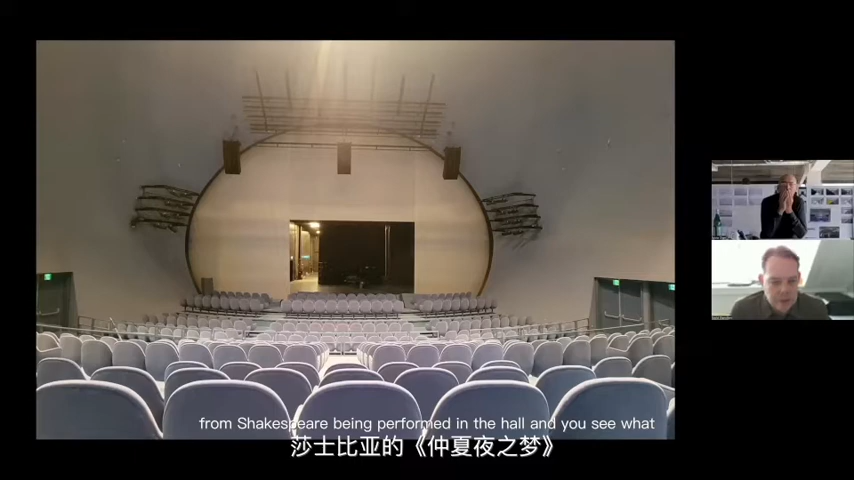 from Shakespeare being performed in the hall and you see what
莎士比亚的《仲夏夜之梦》